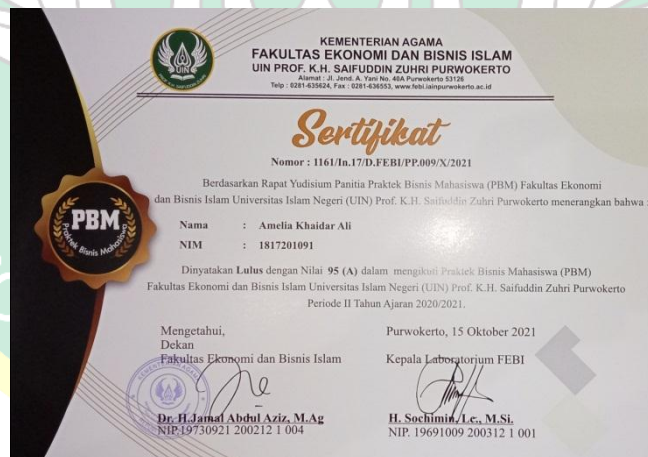 UIN
KEMENTERIAN AGAMA
FAKULTAS EKONOMI DAN BISNIS ISLAM
UIN PROF. K.H. SAIFUDDIN ZUHRI PURWOKERTO
Alamat : Jl. Jend. A. Yani No. 40A Purwokerto 53126
Telp : 0281-635624, Fax : 0281-636553, www.febi.iainpurwokerto.ac.id
Sertifikat
Nomor : 1161/In.17/D.FEBI/PP.009/X/2021
Berdasarkan Rapat Yudisium Panitia Praktek Bisnis Mahasiswa (PBM) Fakultas Ekonomi
dan Bisnis Islam Universitas Islam Negeri (UIN) Prof. K.H. Saifuddin Zuhri Purwokerto menerangkan bahwa :
PBM
Praktek Bisnis Mahasiswa
Nama : Amelia Khaidar Ali
NIM : 1817201091
Dinyatakan Lulus dengan Nilai 95 (A) dalam mengikuti Praktek Bisnis Mahasiswa (PBM)
Fakultas Ekonomi dan Bisnis Islam Universitas Islam Negeri (UIN) Prof. K.H. Saifuddin Zuhri Purwokerto
Periode II Tahun Ajaran 2020/2021.
Mengetahui,
Dekan
Fakultas Ekonomi dan Bisnis Islam
Dr. H.Jamal Abdul Aziz, M.Ag
NIP.19730921 200212 1 004
Purwokerto, 15 Oktober 2021
Kepala Laboratorium FEBI
H. Sochimin, Lc., M.Si.
NIP. 19691009 200312 1 001